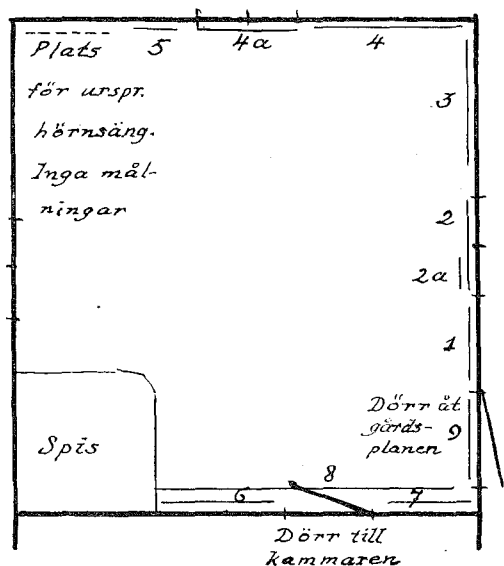 Plats
för urspr.
hörnsäng.
Inga mål-
ningar
5
4a
4
3
2
2a
1
Dörr åt
gårds-
planen
9
Spis
6
8
7
Dörr till
kammaren